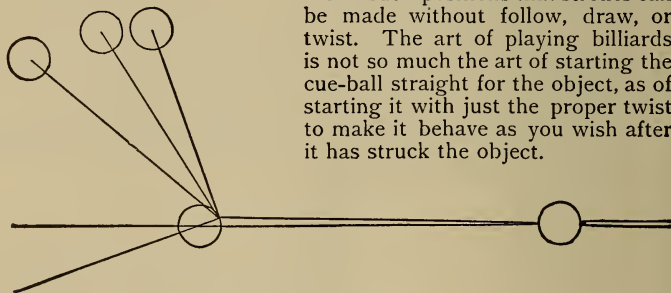 be made without follow, draw, or
twist. The art of playing billiards
is not so much the art of starting the
cue-ball straight for the object, as of
starting it with just the proper twist
to make it behave as you wish after
it has struck the object.